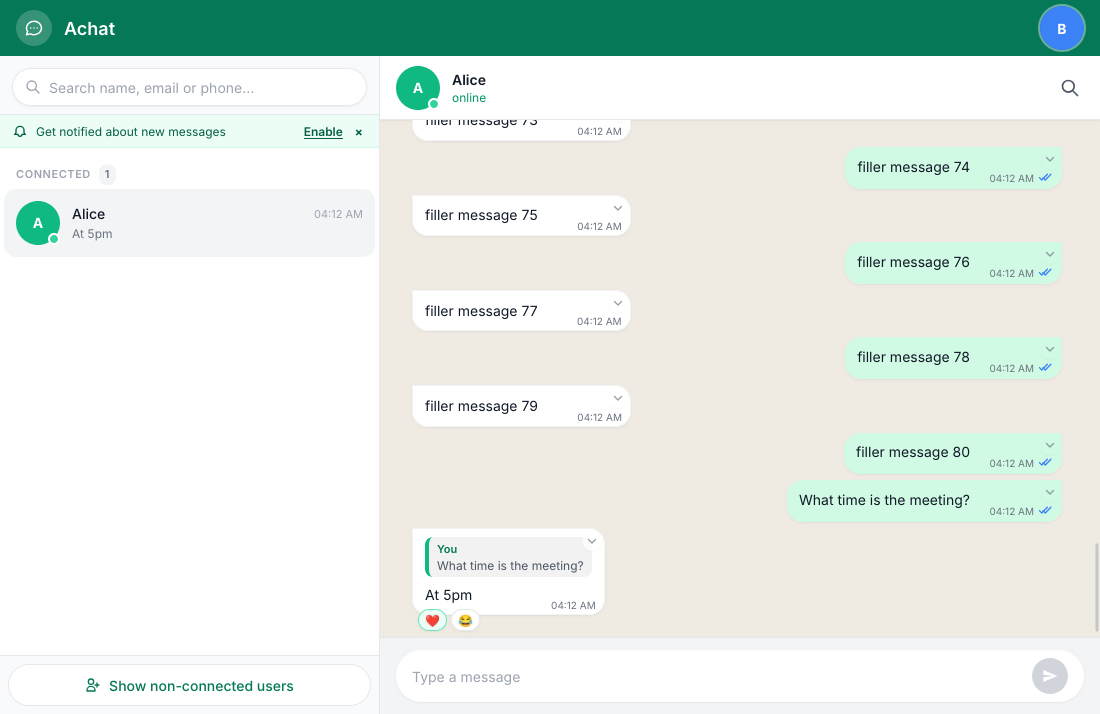 Achat
B
Search name, email or phone...
Get notified about new messages
Enable
×
CONNECTED 1
A
Alice
04:12 AM
At 5pm
Show non-connected users
A
Alice
online
filler message 73
04:12 AM
filler message 74
04:12 AM
filler message 75
04:12 AM
filler message 76
04:12 AM
filler message 77
04:12 AM
filler message 78
04:12 AM
filler message 79
04:12 AM
filler message 80
04:12 AM
What time is the meeting?
04:12 AM
You
What time is the meeting?
At 5pm
04:12 AM
Type a message